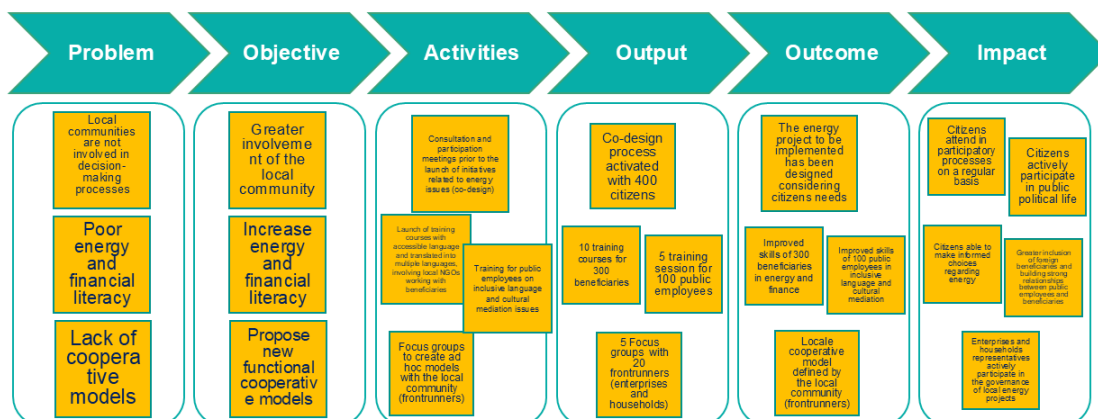 Problem
Objective
Activities
Output
Outcome
Impact
Local
communities
are not
involved in
decision-
making
processes
Poor
energy
and
financial
literacy
Lack of
coopera
tive
models
Greater
involveme
nt of the
local
community
Increase
energy
and
financial
literacy
Propose
new
functional
cooperativ
e models
Consultation and
participation
meetings prior to the
launch of initiatives
related to energy
issues (co-design)
Launch of training
courses with
accessible language
and translated into
multiple languages,
involving local NGOs
working with
beneficiaries
Training for public
employees on
inclusive language
and cultural
mediation issues
Focus groups
to create ad
hoc models
with the local
community
(frontrunners)
Co-design
process
activated
with 400
citizens
10 training
courses for
300
beneficiaries
5 training
session for
100 public
employees
5 Focus
groups with
20 frontrunners
(enterprises
and
households)
The energy
project to be
implemented
has been
designed
considering
citizens needs
Improved
skills of 300
beneficiaries
in energy and
finance
Improved skills
of 100 public
employees in
inclusive
language and
cultural
mediation
Locale
cooperative
model
defined by
the local
community
(frontrunners)
Citizens
attend in
participatory
processes
on a regular
basis
Citizens
actively
participate
in public
political life
Citizens able to
make informed
choices
regarding
energy
Greater inclusion
of foreign
beneficiaries and
building strong
relationships
between public
employees and
beneficiaries
Enterprises and
households
representatives
actively
participate in
the governance
of local energy
projects